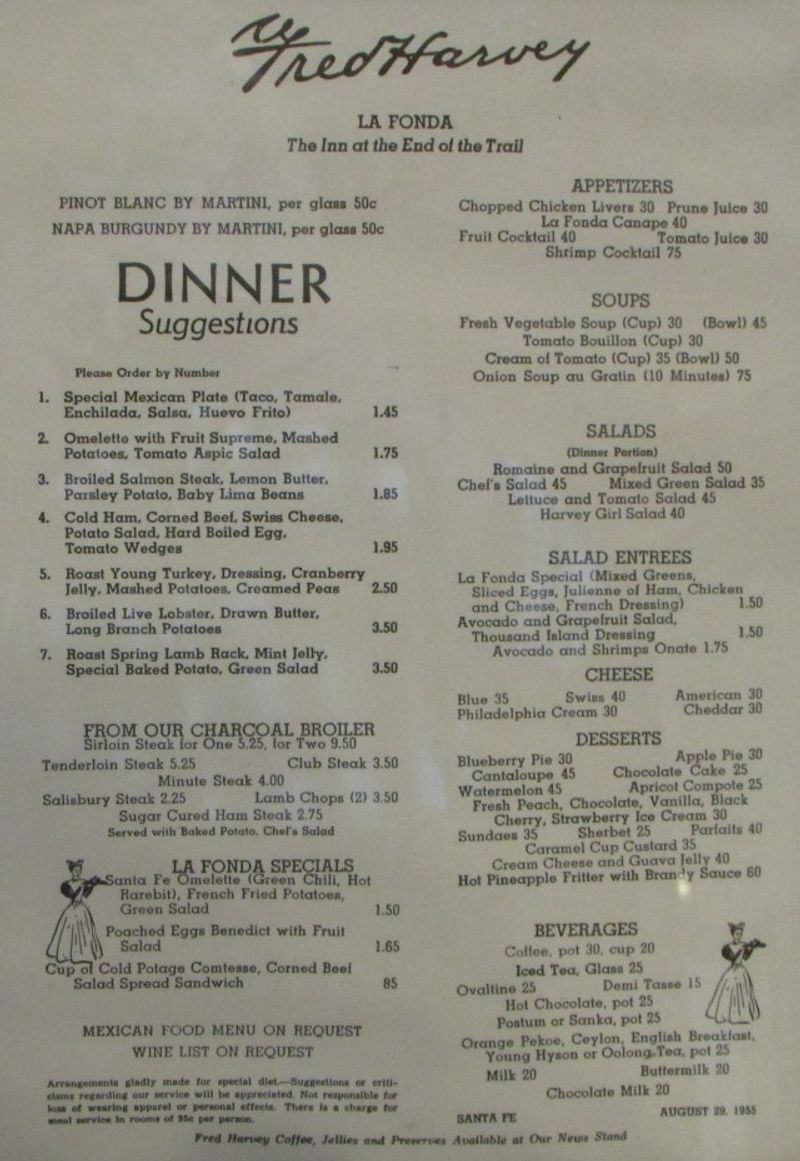 Fred Harvey
LA FONDA
The Inn at the End of the Trail
PINOT BLANC BY MARTINI, per glass 50c
NAPA BURGUNDY BY MARTINI, per glass 50c
DINNER
Suggestions
Please Order by Number
1. Special Mexican Plate (Taco, Tamale,
Enchilada, Salsa, Huevo Frito) 1.45
2. Omelette with Fruit Supreme, Mashed
Potatoes, Tomato Aspic Salad 1.75
3. Broiled Salmon Steak, Lemon Butter,
Parsley Potato, Baby Lima Beans 1.85
4. Cold Ham, Corned Beef, Swiss Cheese,
Potato Salad, Hard Boiled Egg,
Tomato Wedges 1.95
5. Roast Young Turkey, Dressing, Cranberry
Jelly, Mashed Potatoes, Creamed Peas 2.50
6. Broiled Live Lobster, Drawn Butter,
Long Branch Potatoes 3.50
7. Roast Spring Lamb Rack, Mint Jelly,
Special Baked Potato, Green Salad 3.50
FROM OUR CHARCOAL BROILER
Sirloin Steak for One 5.25, for Two 9.50
Tenderloin Steak 5.25 Club Steak 3.50
Minute Steak 4.00
Salisbury Steak 2.25 Lamb Chops (2) 3.50
Sugar Cured Ham Steak 2.75
Served with Baked Potato, Chef's Salad
LA FONDA SPECIALS
Santa Fe Omelette (Green Chili, Hot
Rarebit), French Fried Potatoes,
Green Salad 1.50
Poached Eggs Benedict with Fruit
Salad 1.65
Cup of Cold Potage Comtesse, Corned Beef
Salad Spread Sandwich 85
MEXICAN FOOD MENU ON REQUEST
WINE LIST ON REQUEST
Arrangements gladly made for special diet.—Suggestions or criti-
cisms regarding our service will be appreciated. Not responsible for
loss of wearing apparel or personal effects. There is a charge for
meal service in rooms of 25c per person.
APPETIZERS
Chopped Chicken Livers 30 Prune Juice 30
La Fonda Canape 40
Fruit Cocktail 40 Tomato Juice 30
Shrimp Cocktail 75
SOUPS
Fresh Vegetable Soup (Cup) 30 (Bowl) 45
Tomato Bouillon (Cup) 30
Cream of Tomato (Cup) 35 (Bowl) 50
Onion Soup au Gratin (10 Minutes) 75
SALADS
(Dinner Portion)
Romaine and Grapefruit Salad 50
Chef's Salad 45 Mixed Green Salad 35
Lettuce and Tomato Salad 45
Harvey Girl Salad 40
SALAD ENTREES
La Fonda Special (Mixed Greens,
Sliced Eggs, Julienne of Ham, Chicken
and Cheese, French Dressing) 1.50
Avocado and Grapefruit Salad,
Thousand Island Dressing 1.50
Avocado and Shrimps Onate 1.75
CHEESE
Blue 35 Swiss 40 American 30
Philadelphia Cream 30 Cheddar 30
DESSERTS
Blueberry Pie 30 Apple Pie 30
Cantaloupe 45 Chocolate Cake 25
Watermelon 45 Apricot Compote 25
Fresh Peach, Chocolate, Vanilla, Black
Cherry, Strawberry Ice Cream 30
Sundaes 35 Sherbet 25 Parfaits 40
Caramel Cup Custard 35
Cream Cheese and Guava Jelly 40
Hot Pineapple Fritter with Brandy Sauce 60
BEVERAGES
Coffee, pot 30, cup 20
Iced Tea, Glass 25
Ovaltine 25 Demi Tasse 15
Hot Chocolate, pot 25
Postum or Sanka, pot 25
Orange Pekoe, Ceylon, English Breakfast,
Young Hyson or Oolong Tea, pot 25
Milk 20 Buttermilk 20
Chocolate Milk 20
SANTA FE AUGUST 29, 1955
Fred Harvey Coffee, Jellies and Preserves Available at Our News Stand